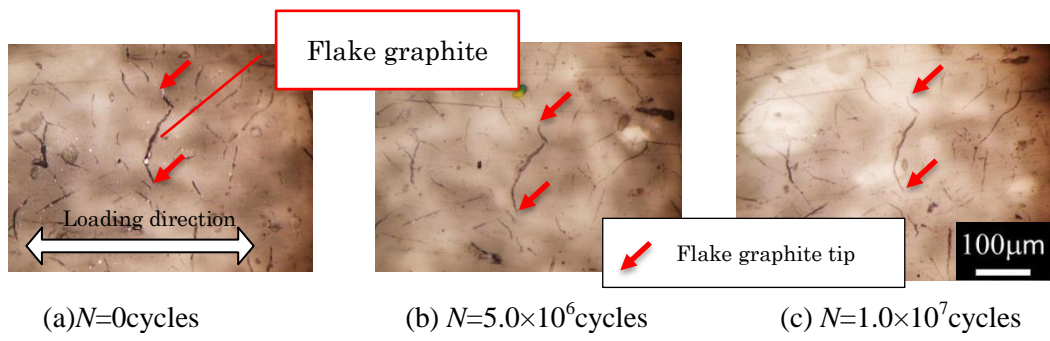 Flake graphite
Loading direction
Flake graphite tip
100μm
(a)N=0cycles
(b) N=5.0×10⁶cycles
(c) N=1.0×10⁷cycles